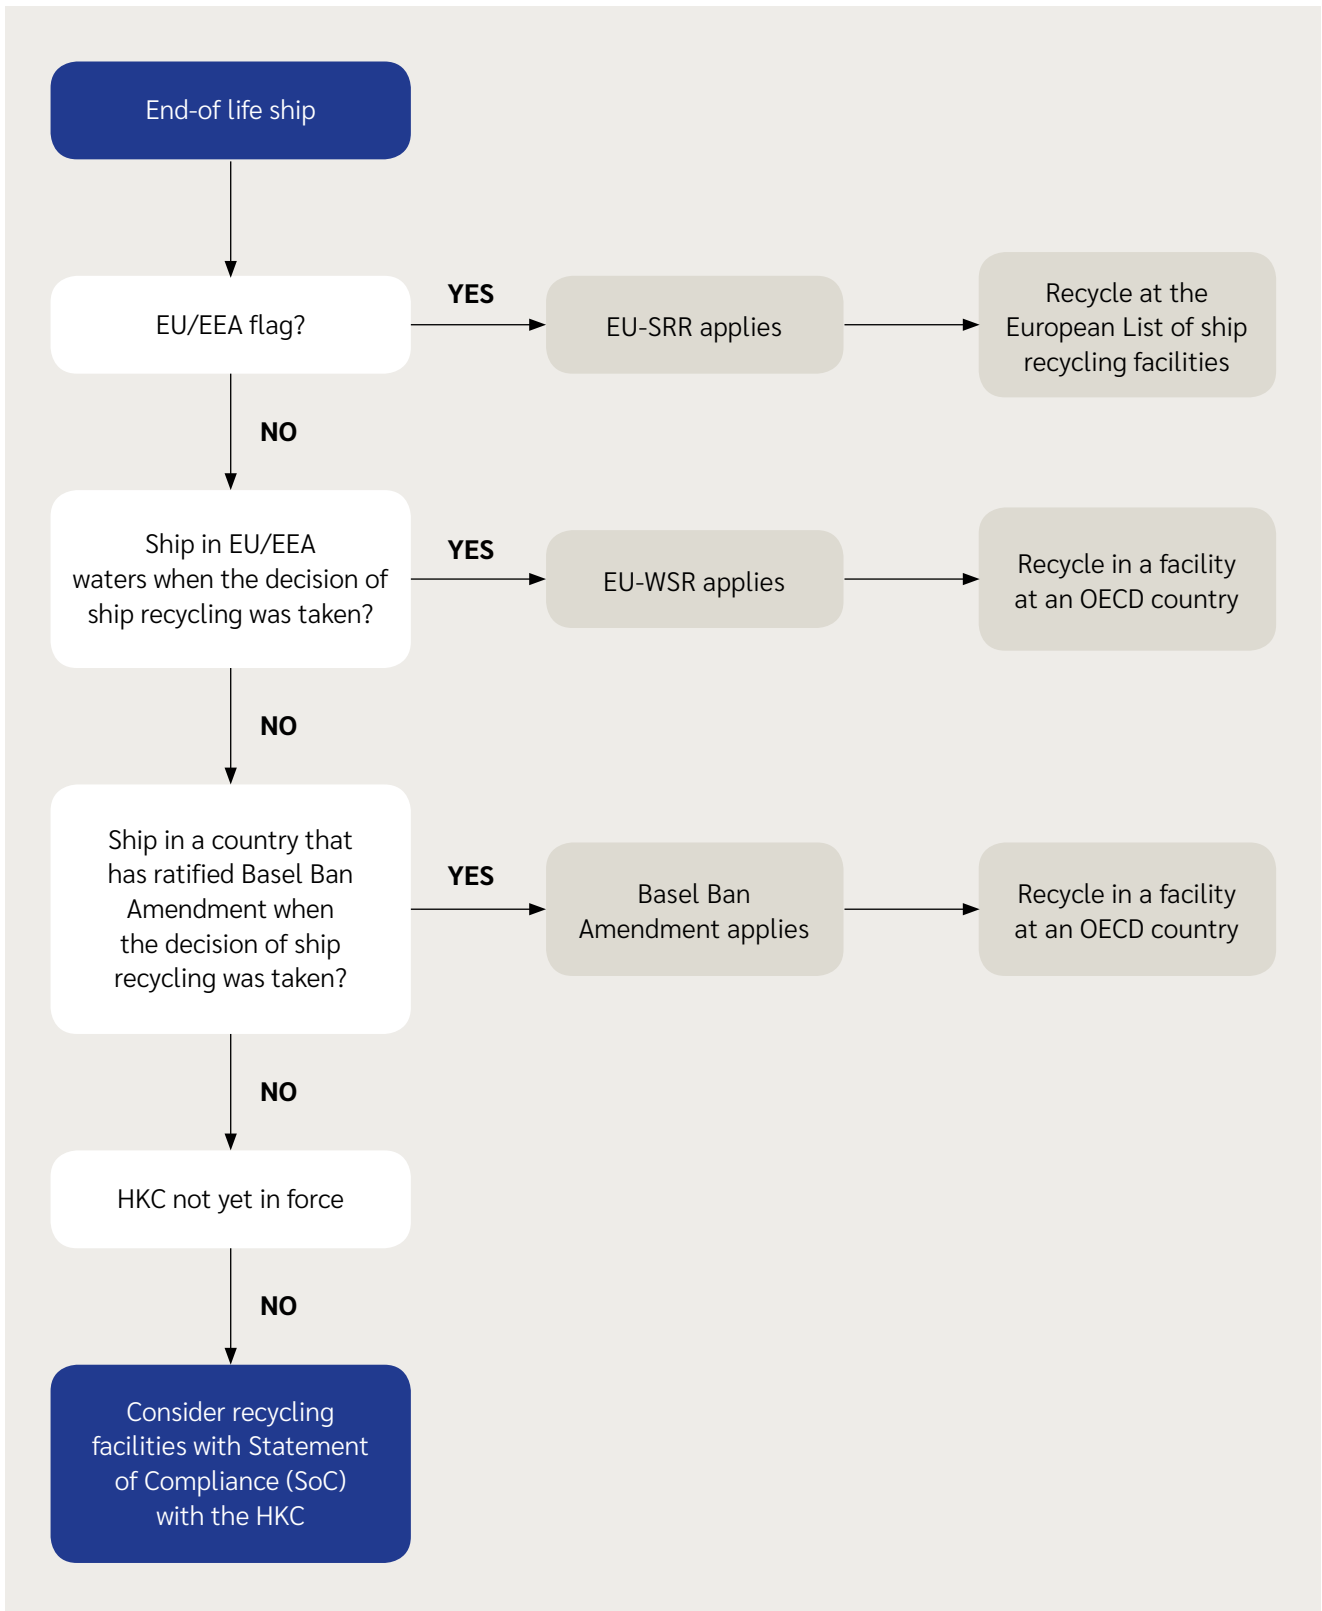 End-of life ship
EU/EEA flag?
YES
EU-SRR applies
Recycle at the
European List of ship
recycling facilities
NO
Ship in EU/EEA
waters when the decision of
ship recycling was taken?
YES
EU-WSR applies
Recycle in a facility
at an OECD country
NO
Ship in a country that
has ratified Basel Ban
Amendment when
the decision of ship
recycling was taken?
YES
Basel Ban
Amendment applies
Recycle in a facility
at an OECD country
NO
HKC not yet in force
NO
Consider recycling
facilities with Statement
of Compliance (SoC)
with the HKC